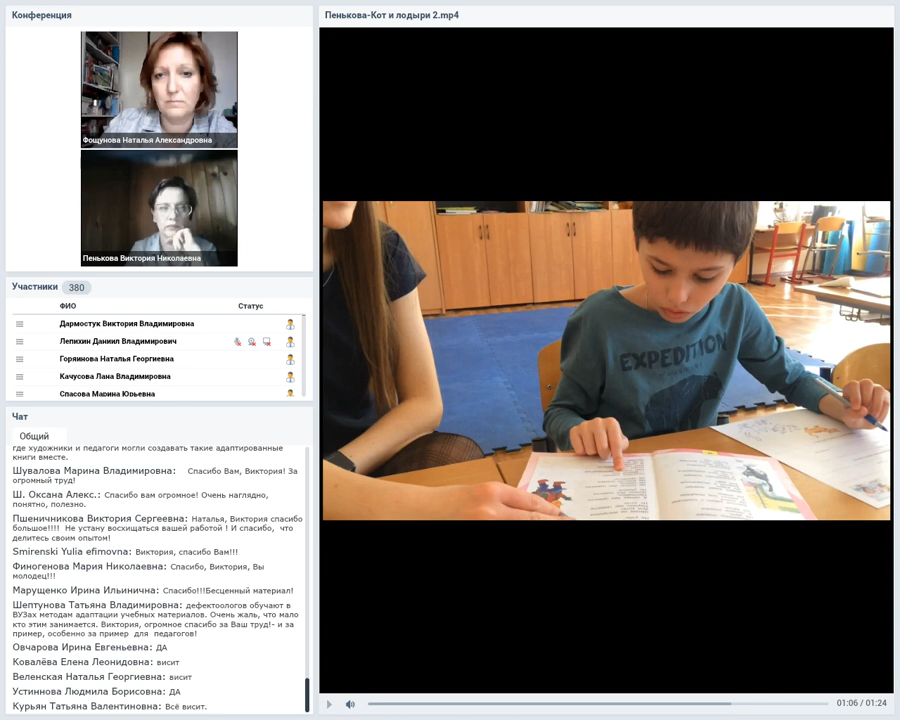 Конференция
Фощунова Наталья Александровна
Пенькова Виктория Николаевна
Участники 380
ФИО Статус
Дармостук Виктория Владимировна
Лепихин Даниил Владимирович
Горяинова Наталья Георгиевна
Качусова Лана Владимировна
Спасова Марина Юрьевна
Чат
Общий
где художники и педагоги могли создавать такие адаптированные
книги вместе.
Шувалова Марина Владимировна: Спасибо Вам, Виктория! За
огромный труд!
Ш. Оксана Алекс.: Спасибо вам огромное! Очень наглядно,
понятно, полезно.
Пшеничникова Виктория Сергеевна: Наталья, Виктория спасибо
большое!!!! Не устану восхищаться вашей работой ! И спасибо, что
делитесь своим опытом!
Smirenski Yulia efimovna: Виктория, спасибо Вам!!!
Финогенова Мария Николаевна: Спасибо, Виктория, Вы
молодец!!!
Марущенко Ирина Ильинична: Спасибо!!!Бесценный материал!
Шептунова Татьяна Владимировна: дефектоологов обучают в
ВУЗах методам адаптации учебных материалов. Очень жаль, что мало
кто этим занимается. Виктория, огромное спасибо за Ваш труд!- и за
пример, особенно за пример для педагогов!
Овчарова Ирина Евгеньевна: ДА
Ковалёва Елена Леонидовна: висит
Веленская Наталья Георгиевна: висит
Устиннова Людмила Борисовна: ДА
Курьян Татьяна Валентиновна: Всё висит.
Пенькова-Кот и лодыри 2.mp4
EXPEDITION
01:06 / 01:24